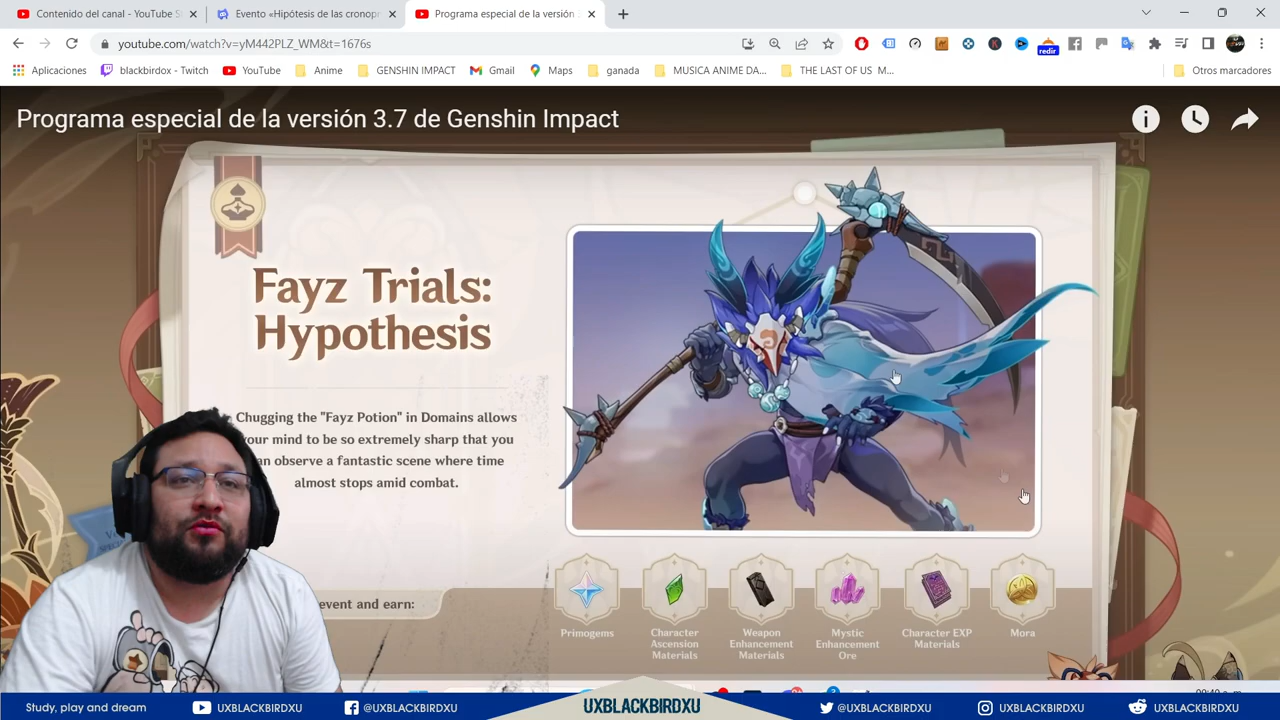 Contenido del canal - YouTube S
Evento «Hipótesis de las cronopr
Programa especial de la versión
youtube.com/watch?v=yM442PLZ_WM&t=1676s
redir
Aplicaciones
blackbirdox - Twitch
YouTube
Anime
GENSHIN IMPACT
Gmail
Maps
ganada
MUSICA ANIME DA...
THE LAST OF US M...
Otros marcadores
Programa especial de la versión 3.7 de Genshin Impact
Fayz Trials:
Hypothesis
Chugging the "Fayz Potion" in Domains allows
your mind to be so extremely sharp that you
an observe a fantastic scene where time
almost stops amid combat.
event and earn:
Primogems
Character
Ascension
Materials
Weapon
Enhancement
Materials
Mystic
Enhancement
Ore
Character EXP
Materials
Mora
Study, play and dream
UXBLACKBIRDXU
@UXBLACKBIRDXU
UXBLACKBIRDXU
@UXBLACKBIRDXU
UXBLACKBIRDXU
UXBLACKBIRDXU